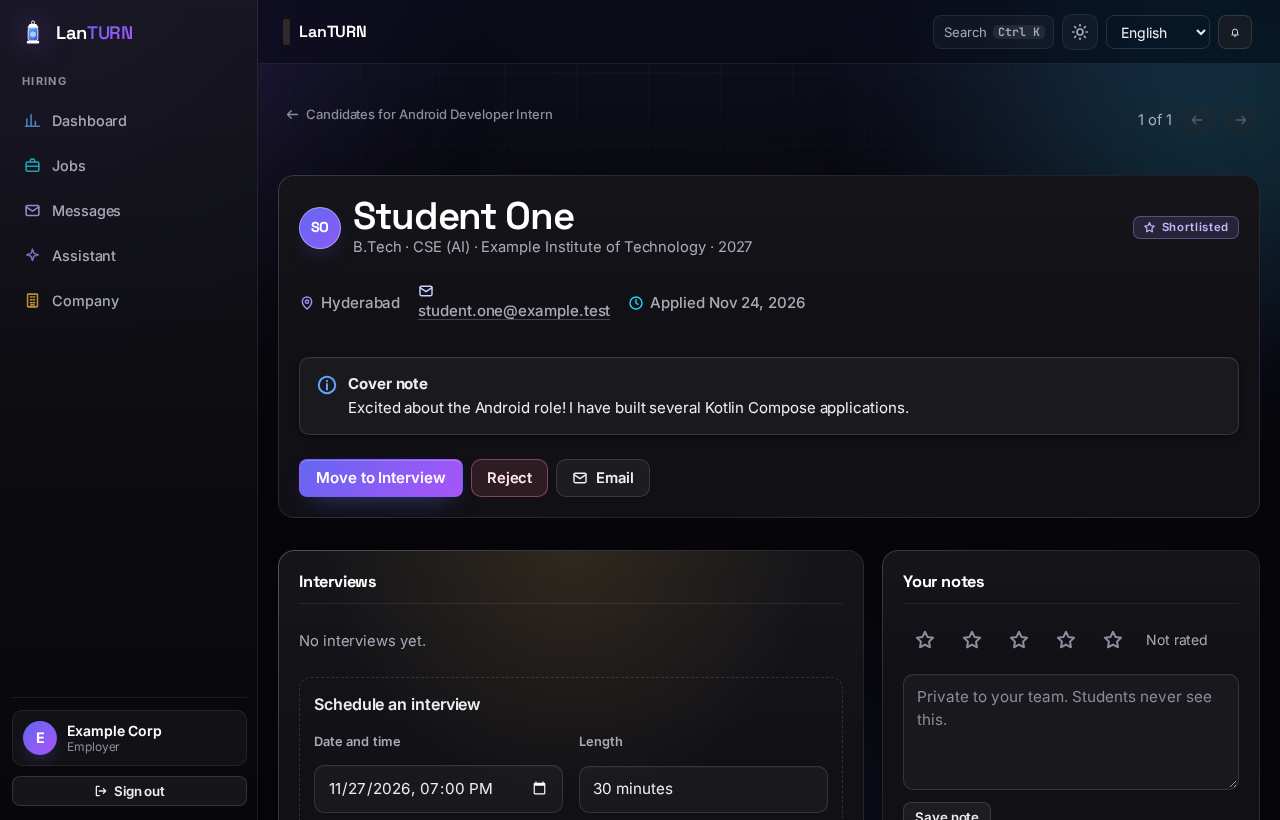 LanTURN
HIRING
Dashboard
Jobs
Messages
Assistant
Company
Example Corp
Employer
E
Sign out
LanTURN
Search Ctrl K
English
Candidates for Android Developer Intern
1 of 1
SO
Student One
B.Tech · CSE (AI) · Example Institute of Technology · 2027
Shortlisted
Hyderabad
student.one@example.test
Applied Nov 24, 2026
Cover note
Excited about the Android role! I have built several Kotlin Compose applications.
Move to Interview
Reject
Email
Interviews
No interviews yet.
Schedule an interview
Date and time
Length
11/27/2026, 07:00 PM
30 minutes
Your notes
Not rated
Private to your team. Students never see
this.
Save note